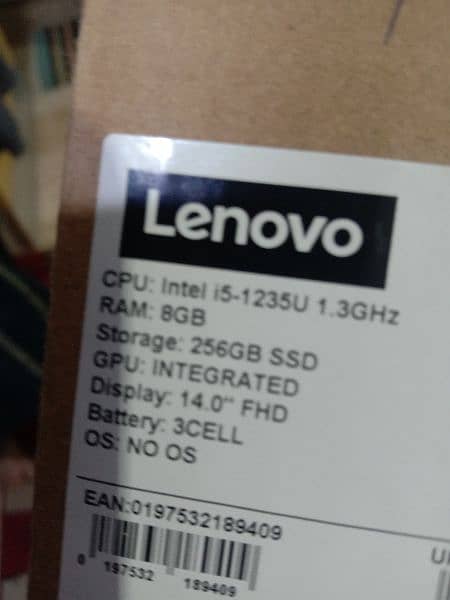 Lenovo
CPU: Intel i5-1235U 1.3GHz
RAM: 8GB
Storage: 256GB SSD
GPU: INTEGRATED
Display: 14.0" FHD
Battery: 3CELL
OS: NO OS
EAN:0197532189409
0 197532 189409